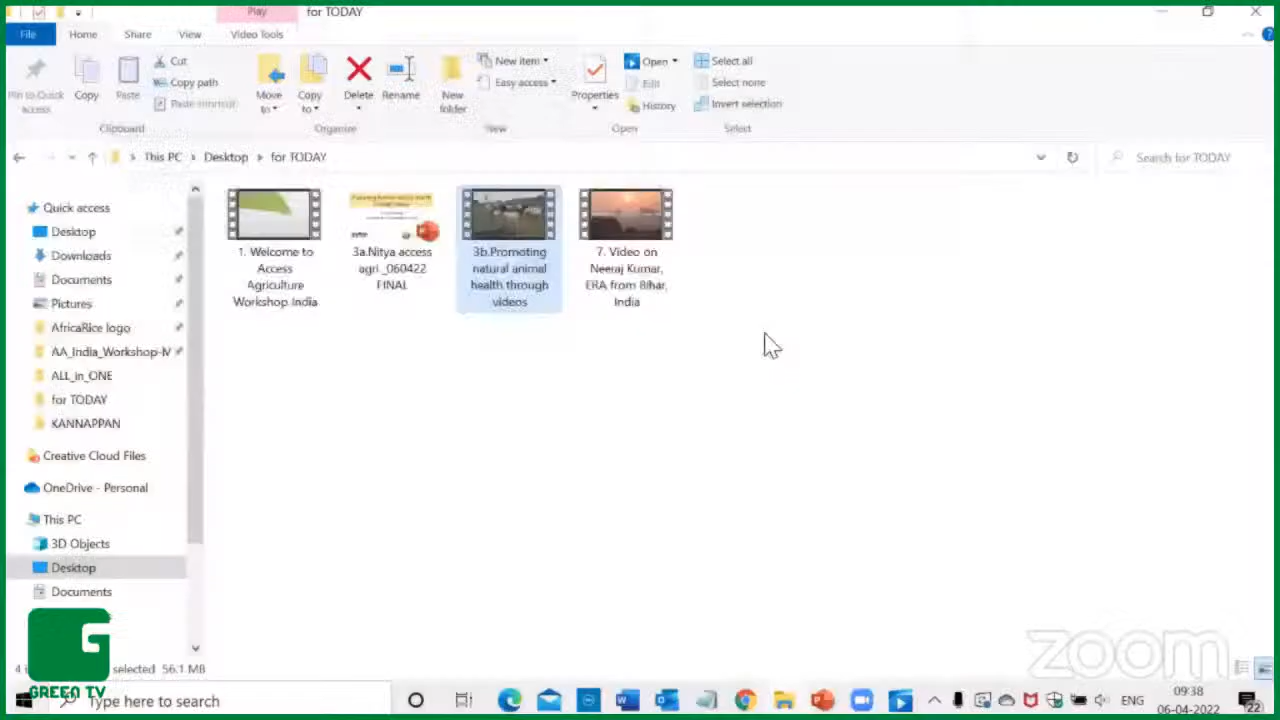 Play
for TODAY
File
Home
Share
View
Video Tools
Pin to Quick access
Copy
Paste
Cut
Copy path
Paste shortcut
Move to
Copy to
Delete
Rename
New folder
New item
Easy access
Properties
Open
Edit
History
Select all
Select none
Invert selection
Clipboard
Organize
New
Open
Select
This PC
Desktop
for TODAY
Search for TODAY
Quick access
Desktop
Downloads
Documents
Pictures
AfricaRice logo
AA_India_Workshop-M
ALL_in_ONE
for TODAY
KANNAPPAN
Creative Cloud Files
OneDrive - Personal
This PC
3D Objects
Desktop
Documents
1. Welcome to
Access
Agriculture
Workshop India
3a.Nitya access
agri_060422
FINAL
3b.Promoting
natural animal
health through
videos
7. Video on
Neeraj Kumar,
ERA from Bihar,
India
zoom
4
selected 56.1 MB
G
GREEN TV
Type here to search
ENG
09:38
06-04-2022
22